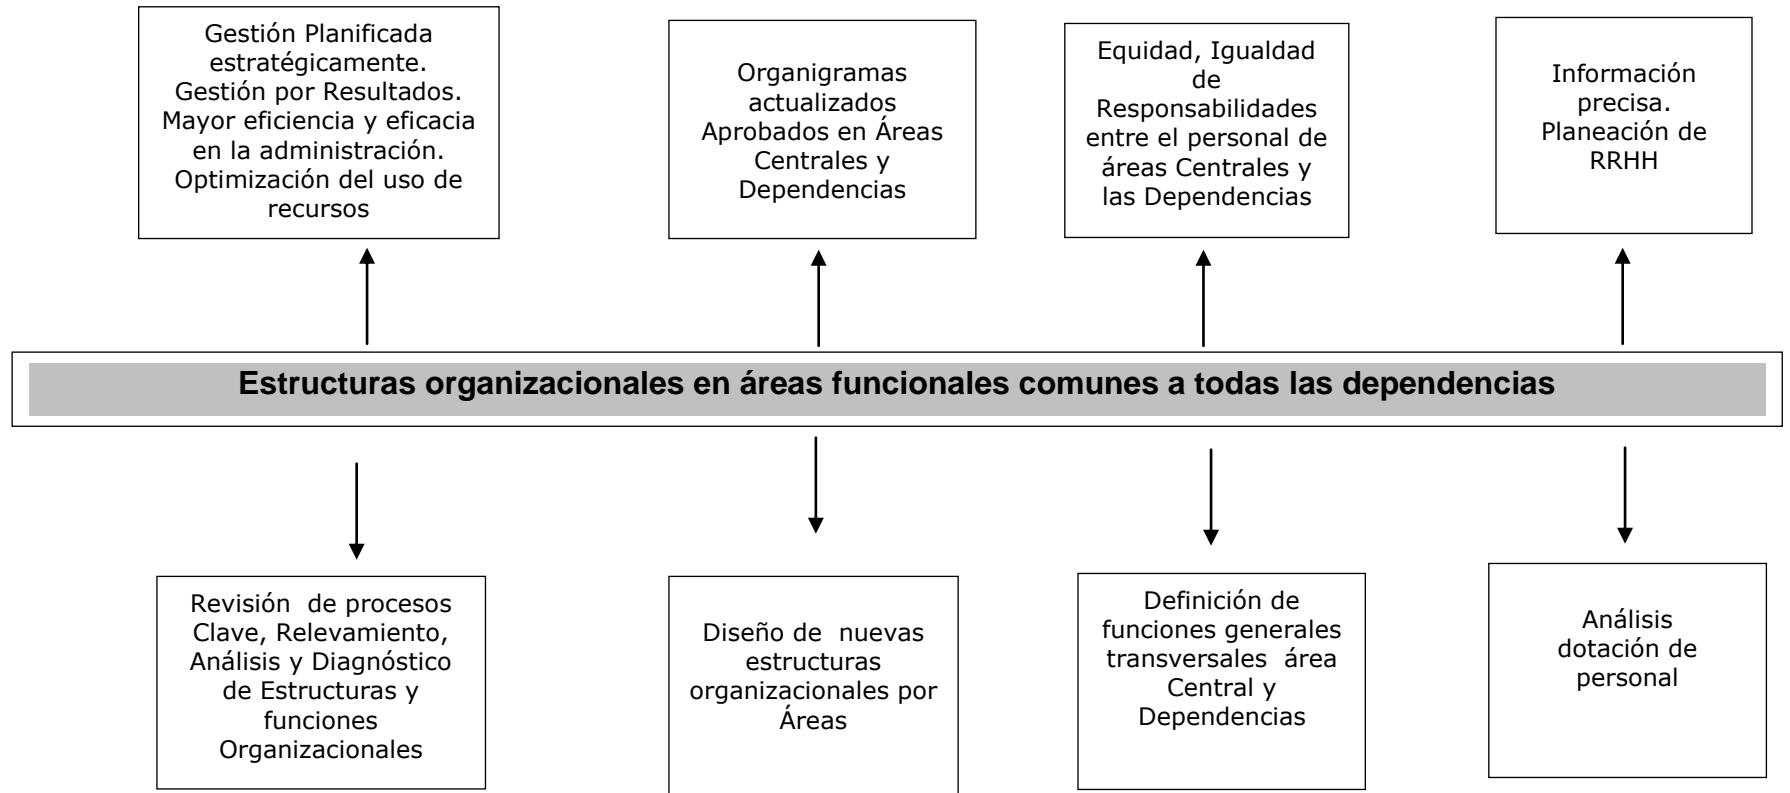 Gestión Planificada
estratégicamente.
Gestión por Resultados.
Mayor eficiencia y eficacia
en la administración.
Optimización del uso de
recursos
Organigramas
actualizados
Aprobados en Áreas
Centrales y
Dependencias
Equidad, Igualdad
de
Responsabilidades
entre el personal de
áreas Centrales y
las Dependencias
Información
precisa.
Planeación de
RRHH
Estructuras organizacionales en áreas funcionales comunes a todas las dependencias
Revisión de procesos
Clave, Relevamiento,
Análisis y Diagnóstico
de Estructuras y
funciones
Organizacionales
Diseño de nuevas
estructuras
organizacionales por
Áreas
Definición de
funciones generales
transversales área
Central y
Dependencias
Análisis
dotación de
personal